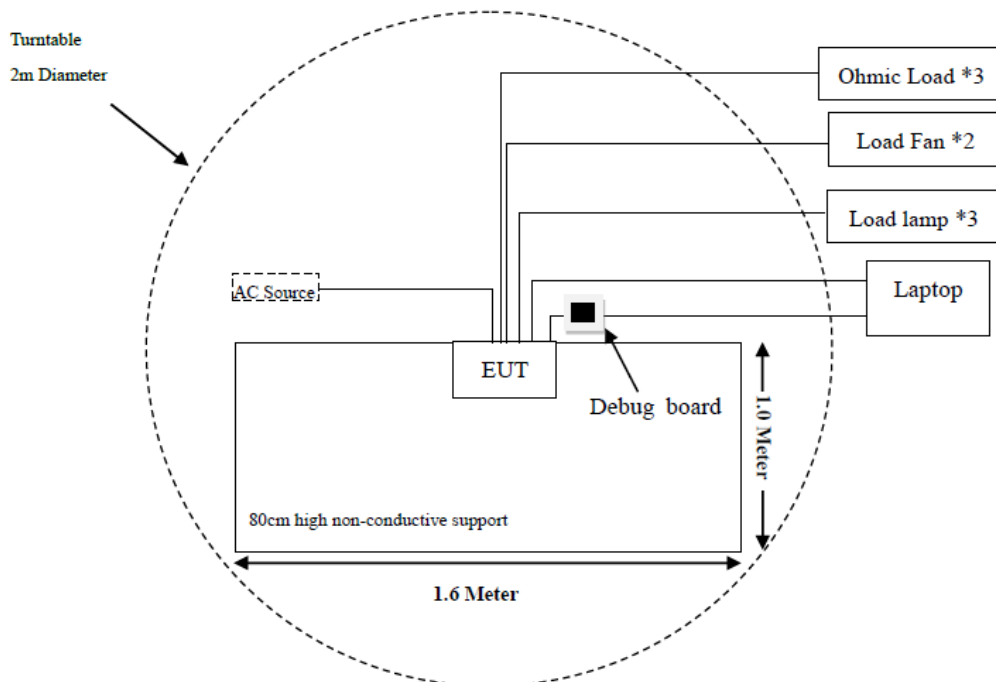 Turntable
2m Diameter
Ohmic Load *3
Load Fan *2
Load lamp *3
AC Source
Laptop
EUT
Debug board
1.0 Meter
80cm high non-conductive support
1.6 Meter